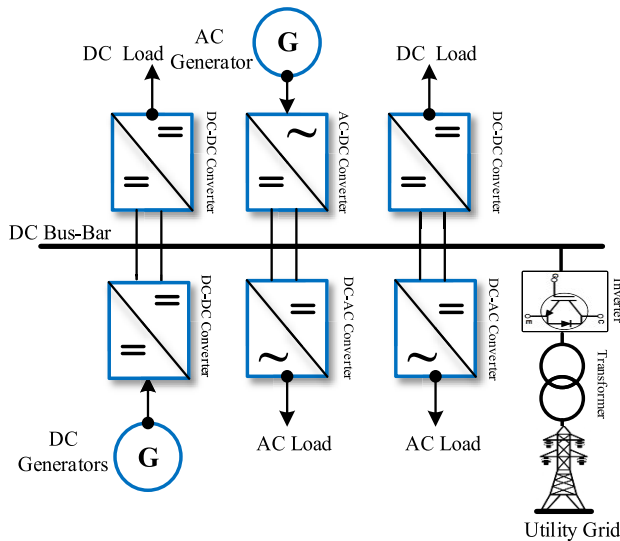 AC
Generator
G
DC Load
DC Load
DC-DC Converter
AC-DC Converter
DC-DC Converter
DC Bus-Bar
DC-DC Converter
DC-AC Converter
DC-AC Converter
G
E
C
Inverter
Transformer
DC
Generators
G
AC Load
AC Load
Utility Grid